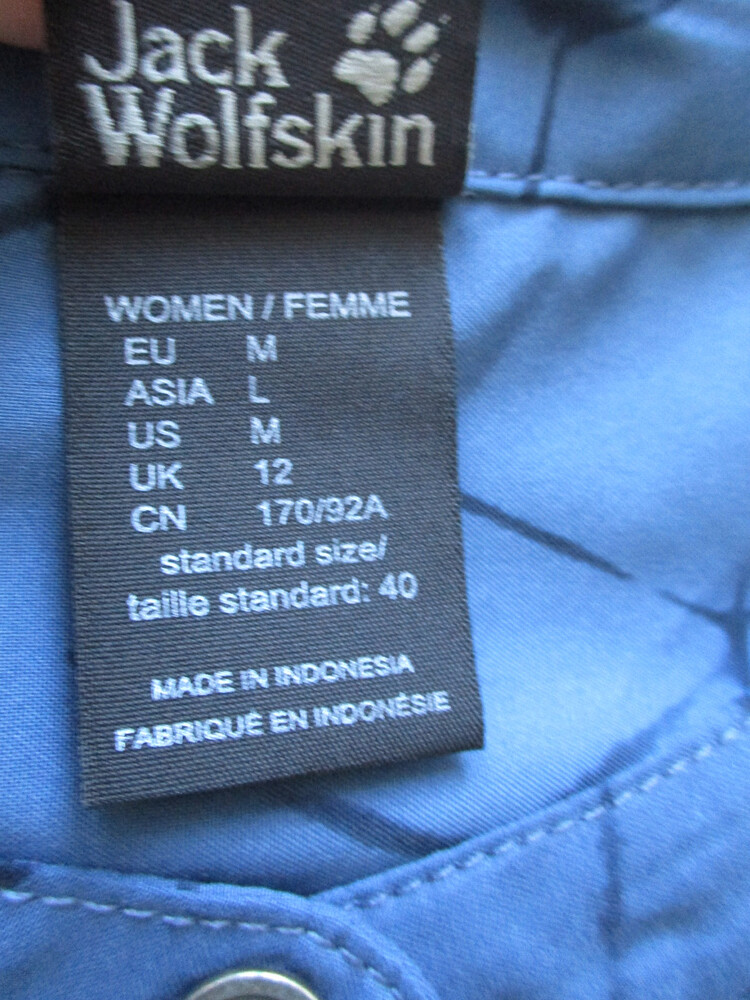 Jack
Wolfskin
WOMEN / FEMME
EU M
ASIA L
US M
UK 12
CN 170/92A
standard size/
taille standard: 40
MADE IN INDONESIA
FABRIQUÉ EN INDONÉSIE